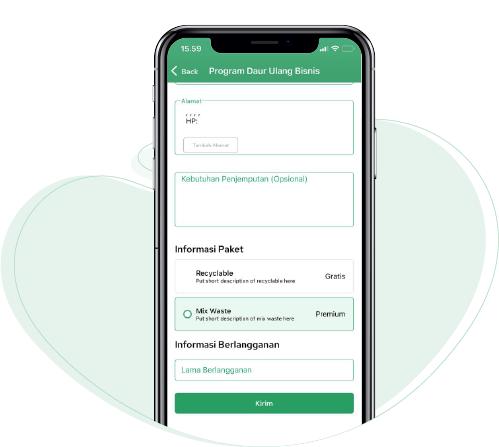 15.59
Back Program Daur Ulang Bisnis
Alamat
, , , ,
HP:
Tambah Alamat
Kebutuhan Penjemputan (Opsional)
Informasi Paket
Recyclable
Put short description of recyclable here
Gratis
Mix Waste
Put short description of mix waste here
Premium
Informasi Berlangganan
Lama Berlangganan
Kirim